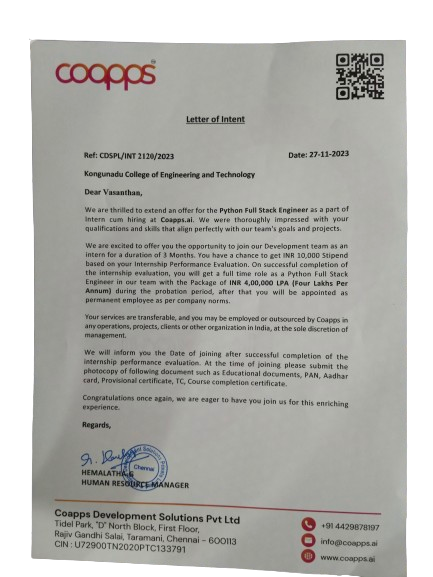 coapps®
Letter of Intent
Ref: CDSPL/INT 2120/2023 Date: 27-11-2023
Kongunadu College of Engineering and Technology
Dear Vasanthan,
We are thrilled to extend an offer for the Python Full Stack Engineer as a part of
Intern cum hiring at Coapps.ai. We were thoroughly impressed with your
qualifications and skills that align perfectly with our team's goals and projects.
We are excited to offer you the opportunity to join our Development team as an
intern for a duration of 3 Months. You have a chance to get INR 10,000 Stipend
based on your Internship Performance Evaluation. On successful completion of
the internship evaluation, you will get a full time role as a Python Full Stack
Engineer in our team with the Package of INR 4,00,000 LPA (Four Lakhs Per
Annum) during the probation period, after that you will be appointed as
permanent employee as per company norms.
Your services are transferable, and you may be employed or outsourced by Coapps in
any operations, projects, clients or other organization in India, at the sole discretion of
management.
We will inform you the Date of joining after successful completion of the
internship performance evaluation. At the time of joining please submit the
photocopy of following document such as Educational documents, PAN, Aadhar
card, Provisional certificate, TC, Course completion certificate.
Congratulations once again, we are eager to have you join us for this enriching
experience.
Regards,
Chennai
HEMALATHA G
HUMAN RESOURCE MANAGER
Coapps Development Solutions Pvt Ltd
Tidel Park, "D" North Block, First Floor,
Rajiv Gandhi Salai, Taramani, Chennai - 600113
CIN : U72900TN2020PTC133791
+91 4429878197
info@coapps.ai
www.coapps.ai